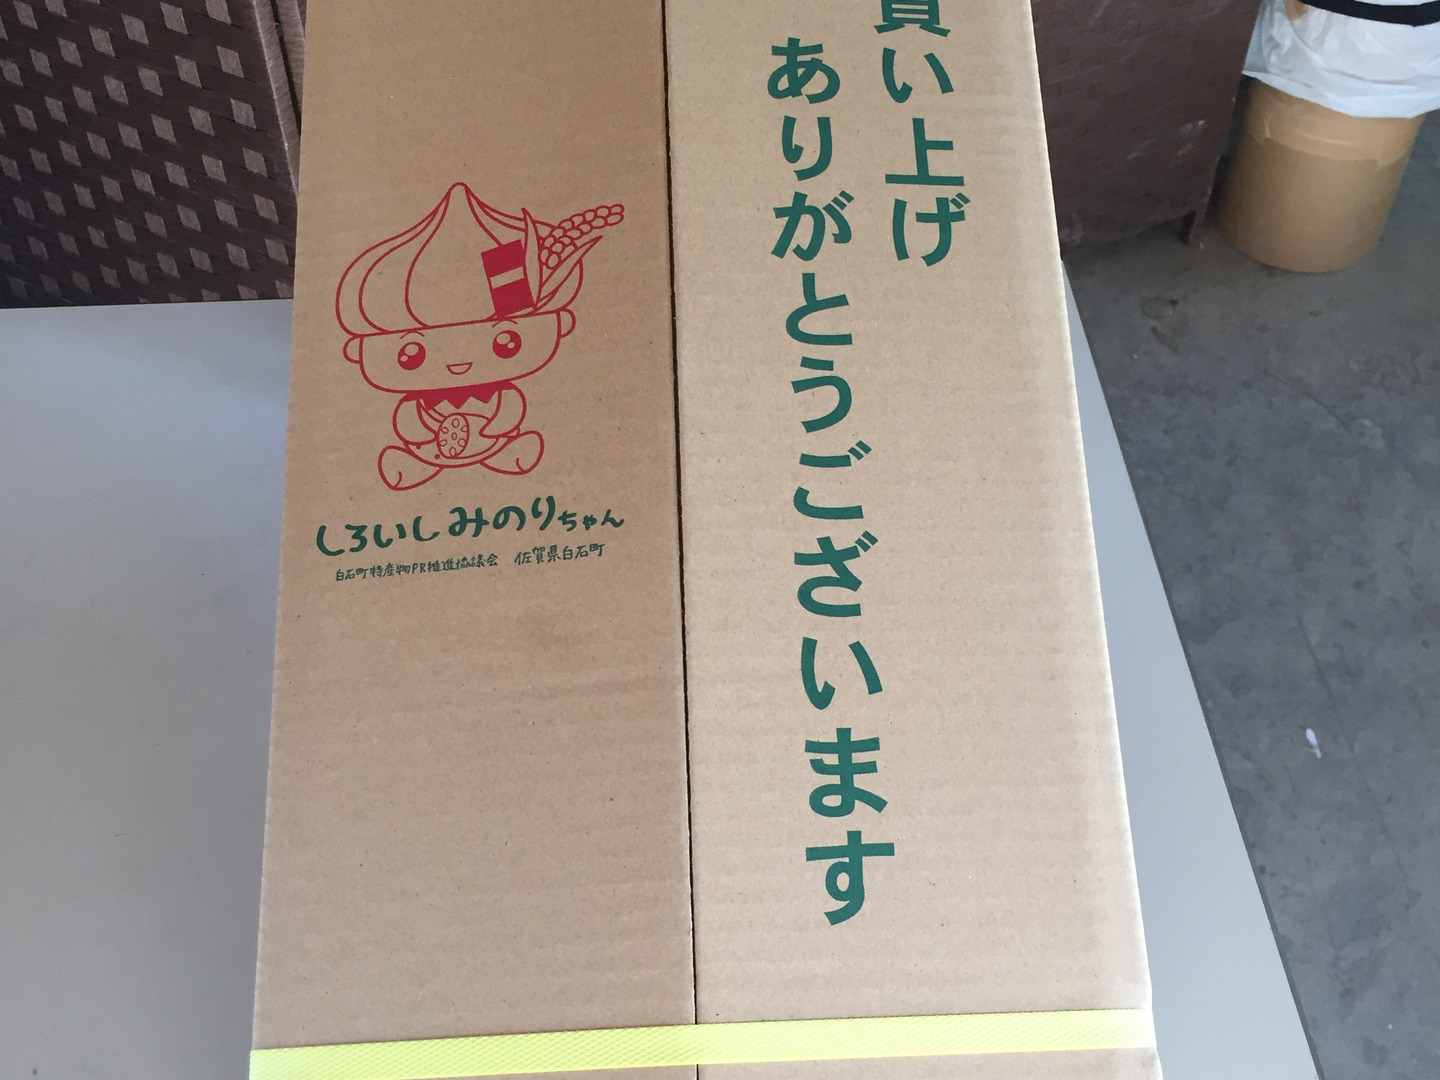 買い上げ
ありがとうございます
しろいしみのりちゃん
白石町特産物PR推進協議会 佐賀県白石町